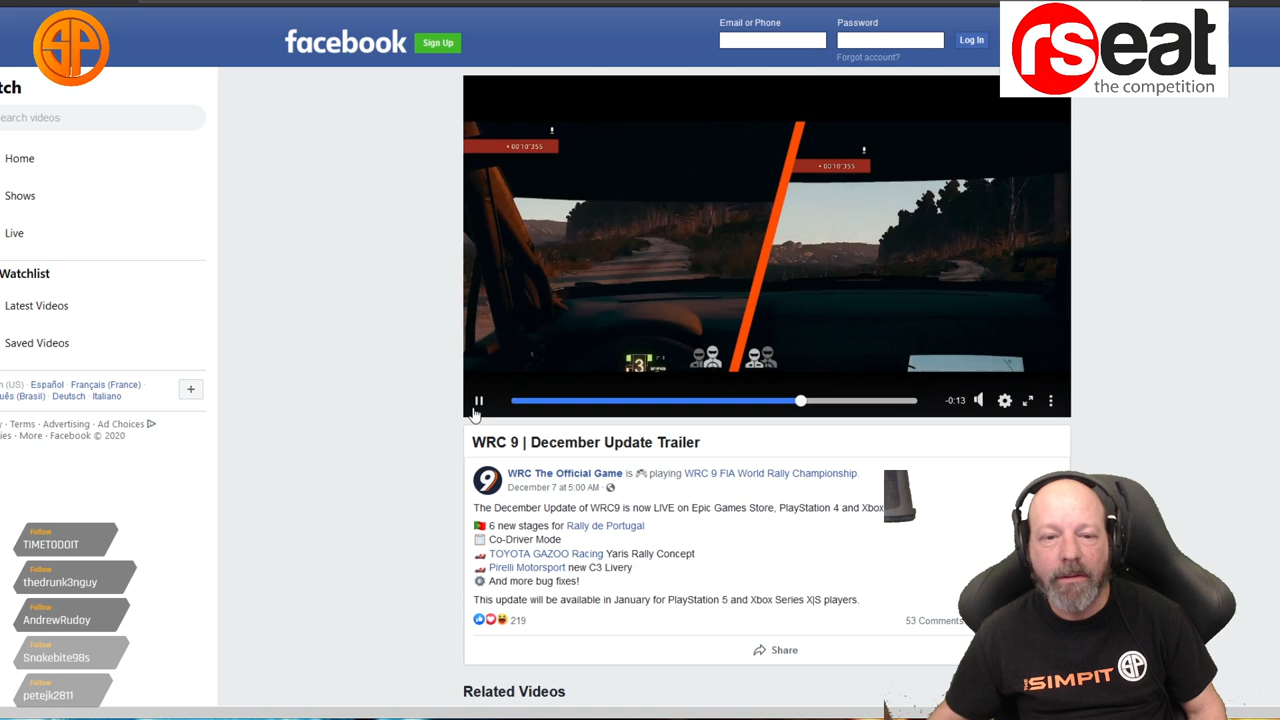 SP
facebook
Sign Up
Email or Phone
Password
Log In
Forgot account?
rseat
the competition
tch
earch videos
Home
Shows
Live
Watchlist
Latest Videos
Saved Videos
h (US) · Español · Français (France) ·
uês (Brasil) · Deutsch · Italiano
+
y · Terms · Advertising · Ad Choices
ies · More · Facebook © 2020
+ 00'10"355
+ 00'10"355
3
-0:13
WRC 9 | December Update Trailer
9
WRC The Official Game is playing WRC 9 FIA World Rally Championship.
December 7 at 5:00 AM ·
The December Update of WRC9 is now LIVE on Epic Games Store, PlayStation 4 and Xbox
6 new stages for Rally de Portugal
Co-Driver Mode
TOYOTA GAZOO Racing Yaris Rally Concept
Pirelli Motorsport new C3 Livery
And more bug fixes!
This update will be available in January for PlayStation 5 and Xbox Series X|S players.
219
53 Comments
Share
Related Videos
Follow
TIMETODOIT
Follow
thedrunk3nguy
Follow
AndrewRudoy
Follow
Snakebite98s
Follow
petejk2811
THE SIMPIT SP